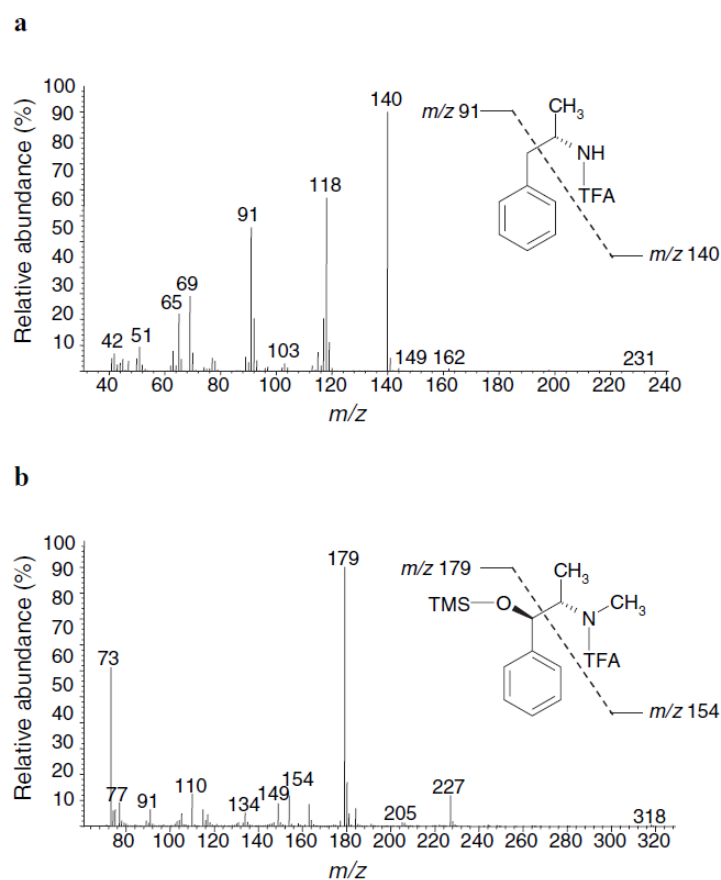 a
Relative abundance (%)
100
90
80
70
60
50
40
30
20
10
140
118
91
69
65
42
51
103
149
162
231
m/z 91
CH3
NH
TFA
m/z 140
40 60 80 100 120 140 160 180 200 220 240
m/z
b
Relative abundance (%)
100
90
80
70
60
50
40
30
20
10
179
73
77
91
110
134
149
154
205
227
318
m/z 179
CH3
TMS
O
N
CH3
TFA
m/z 154
80 100 120 140 160 180 200 220 240 260 280 300 320
m/z